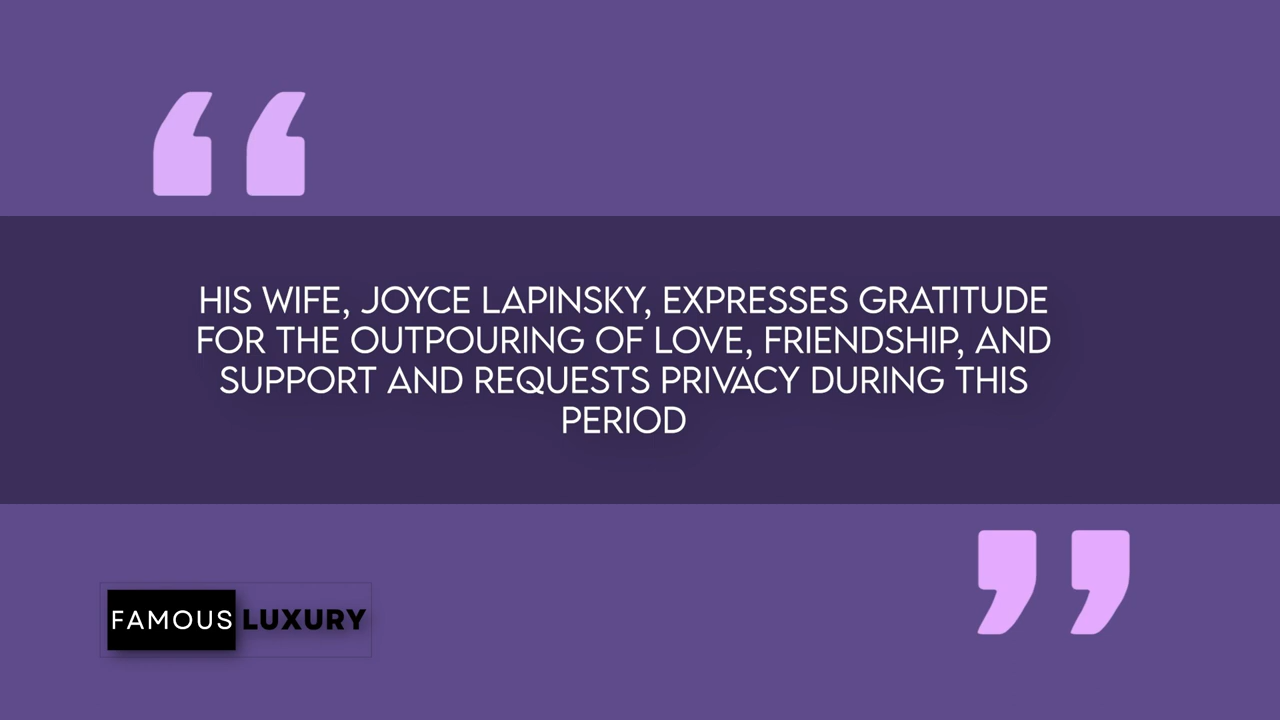 “
HIS WIFE, JOYCE LAPINSKY, EXPRESSES GRATITUDE
FOR THE OUTPOURING OF LOVE, FRIENDSHIP, AND
SUPPORT AND REQUESTS PRIVACY DURING THIS
PERIOD
”
FAMOUS LUXURY